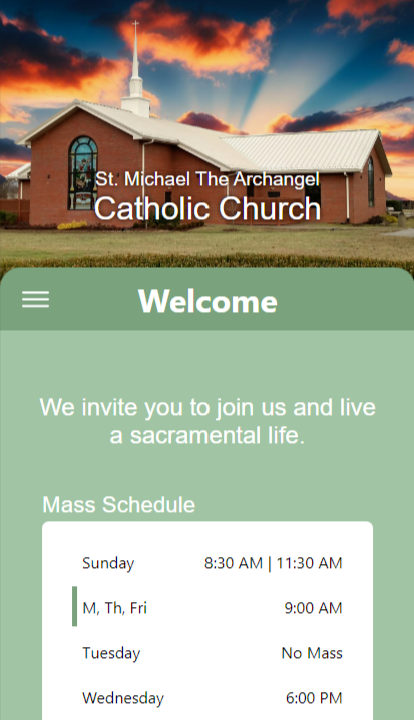 St. Michael The Archangel
Catholic Church
Welcome
We invite you to join us and live
a sacramental life.
Mass Schedule
Sunday 8:30 AM | 11:30 AM
M, Th, Fri 9:00 AM
Tuesday No Mass
Wednesday 6:00 PM